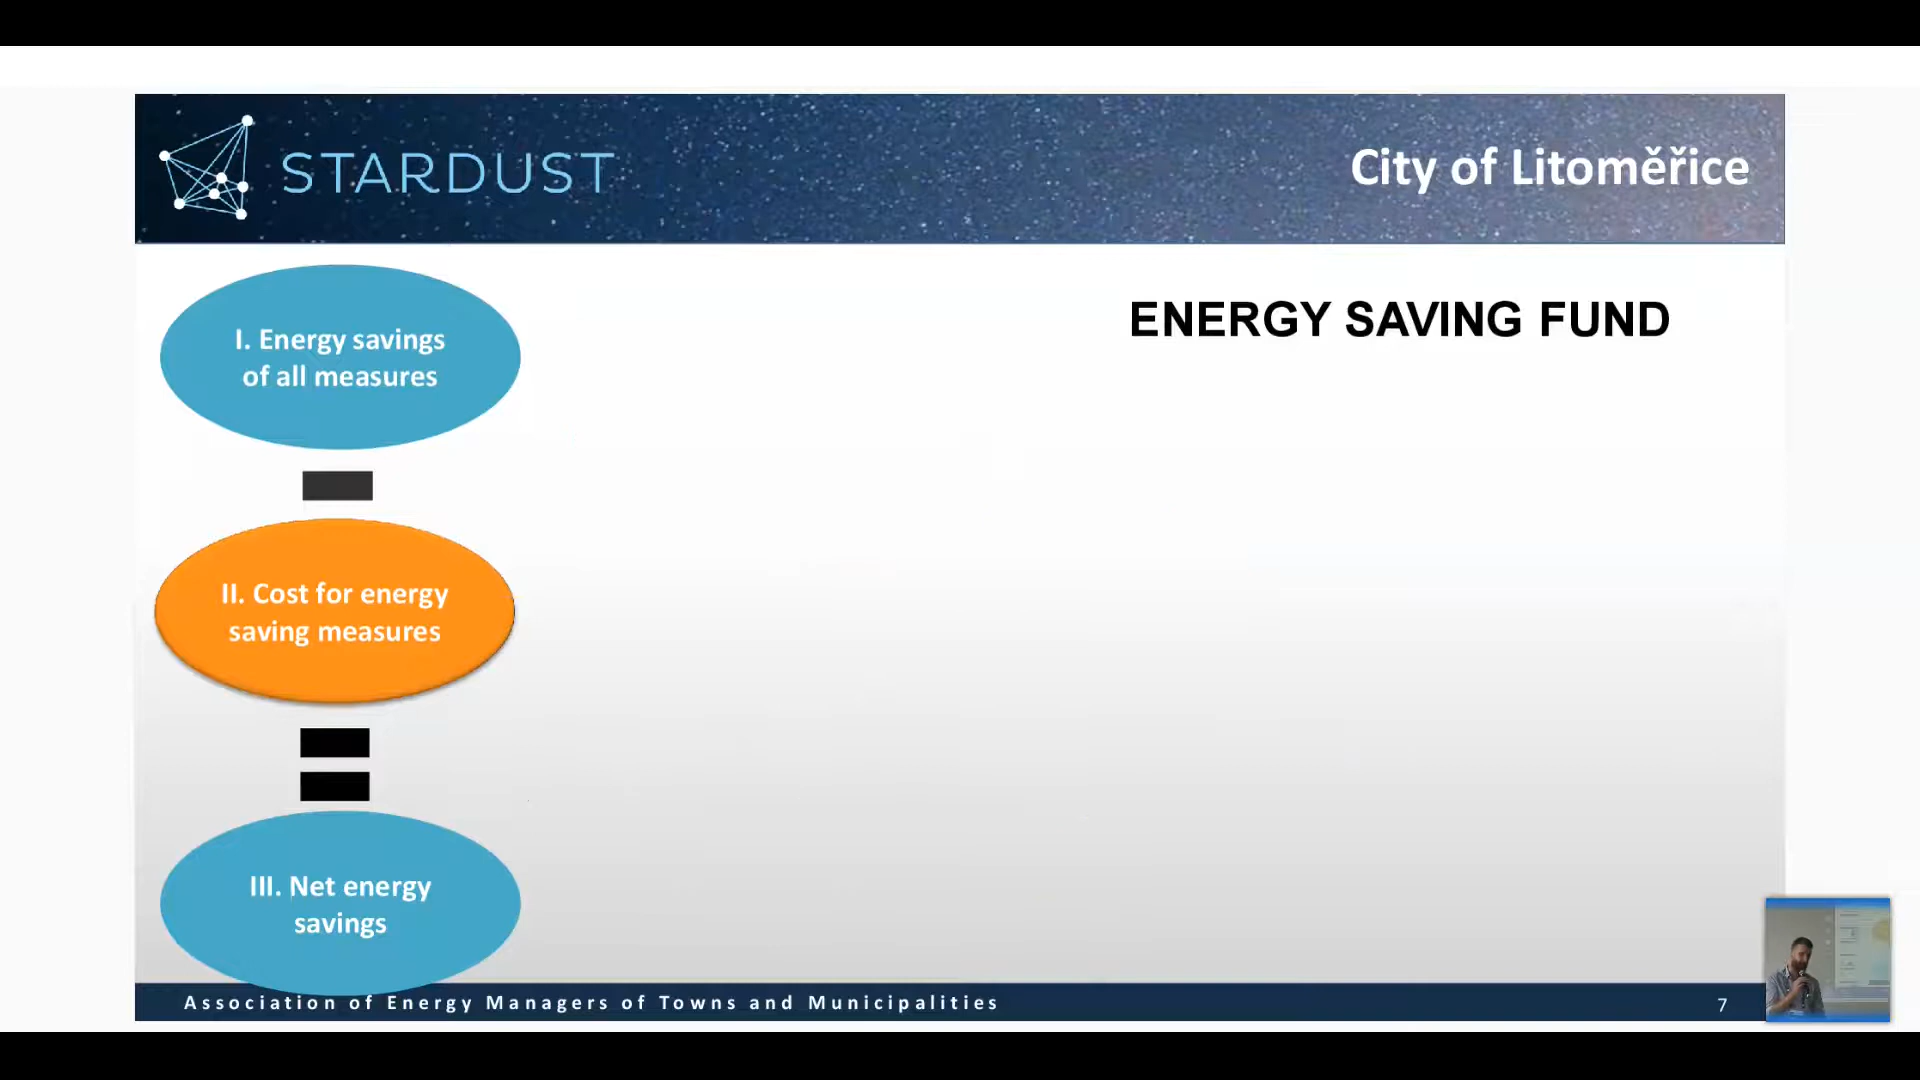 STARDUST
City of Litoměřice
ENERGY SAVING FUND
I. Energy savings
of all measures
II. Cost for energy
saving measures
III. Net energy
savings
Association of Energy Managers of Towns and Municipalities
7